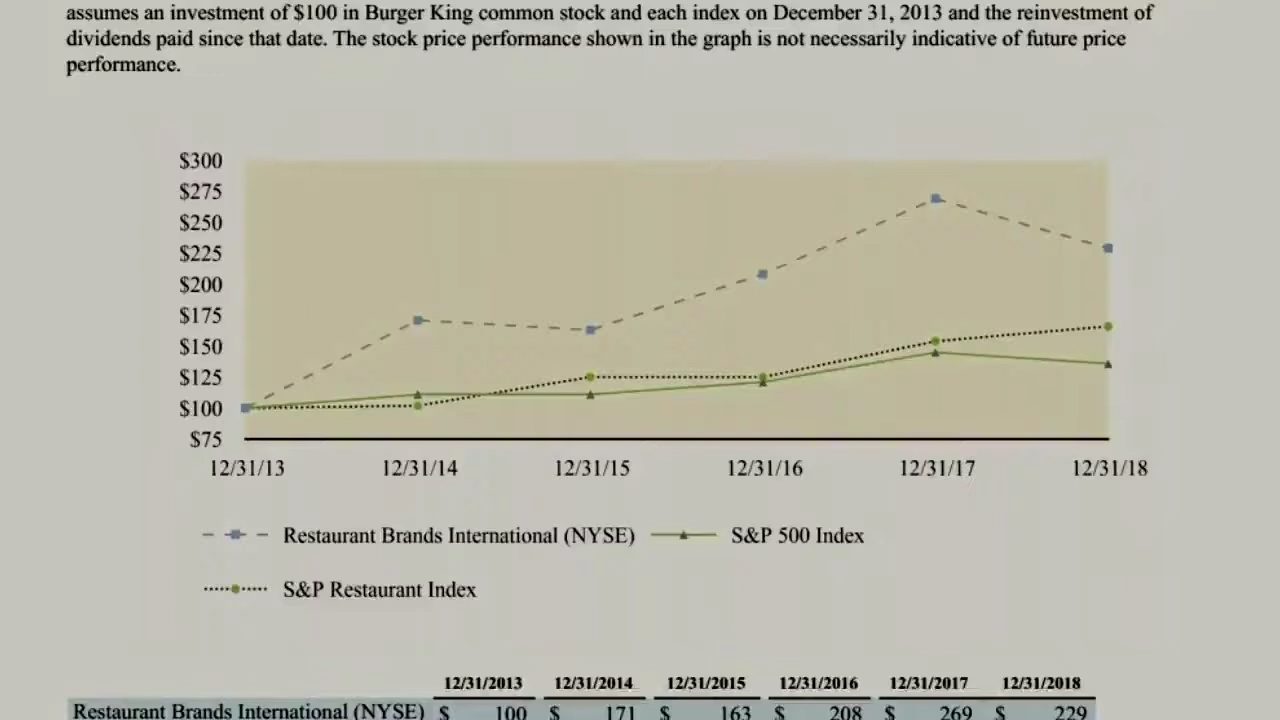 assumes an investment of $100 in Burger King common stock and each index on December 31, 2013 and the reinvestment of
dividends paid since that date. The stock price performance shown in the graph is not necessarily indicative of future price
performance.
$300
$275
$250
$225
$200
$175
$150
$125
$100
$75
12/31/13 12/31/14 12/31/15 12/31/16 12/31/17 12/31/18
Restaurant Brands International (NYSE) S&P 500 Index
S&P Restaurant Index
12/31/2013 12/31/2014 12/31/2015 12/31/2016 12/31/2017 12/31/2018
Restaurant Brands International (NYSE) $ 100 $ 171 $ 163 $ 208 $ 269 $ 229